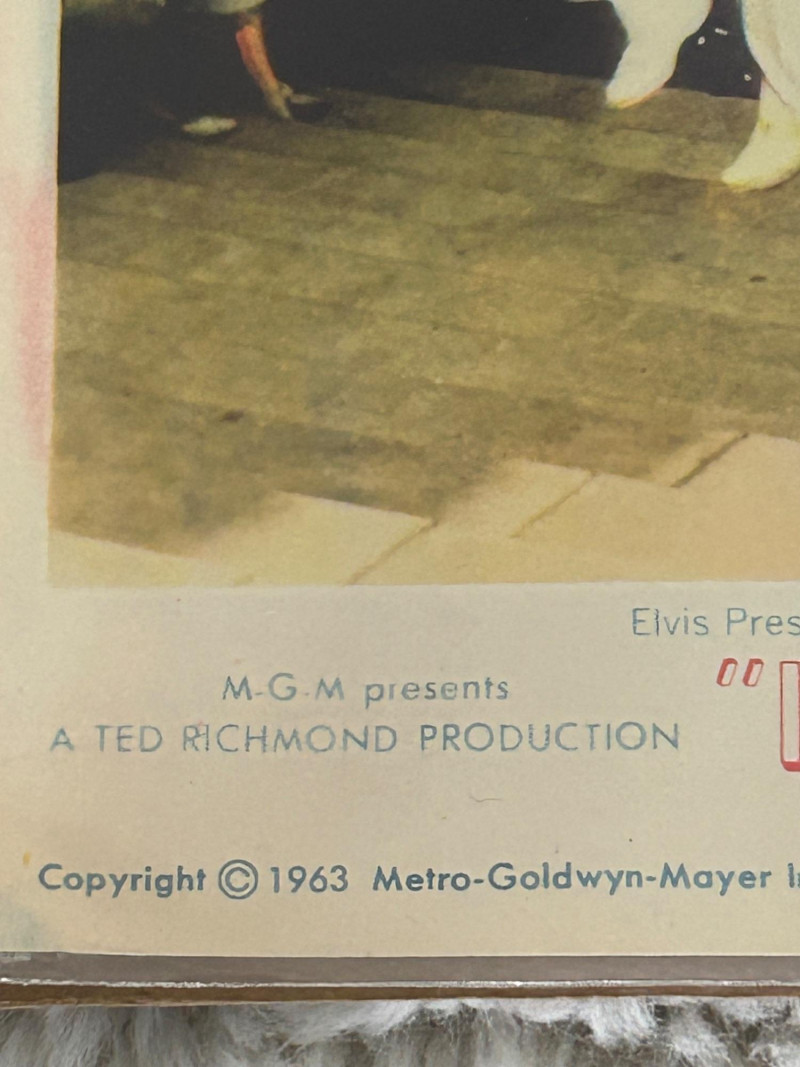 Elvis Pres
M-G-M presents
A TED RICHMOND PRODUCTION
Copyright © 1963 Metro-Goldwyn-Mayer